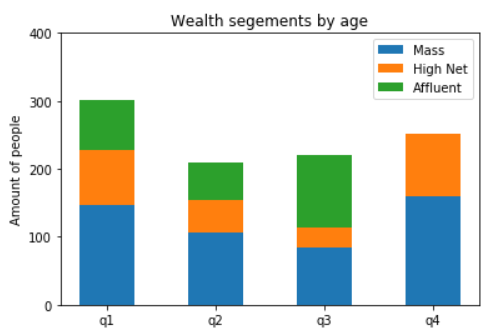 Wealth segements by age
400
300
200
100
0
Amount of people
Mass
High Net
Affluent
q1 q2 q3 q4